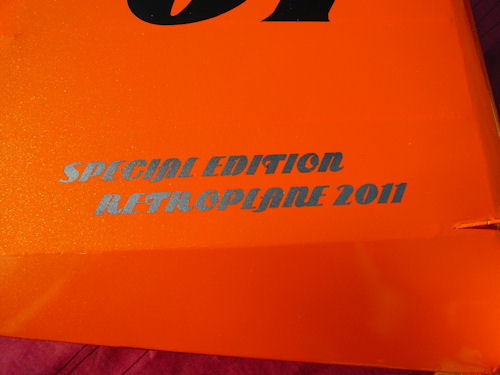 SPECIAL EDITION
RETROPLANE 2011